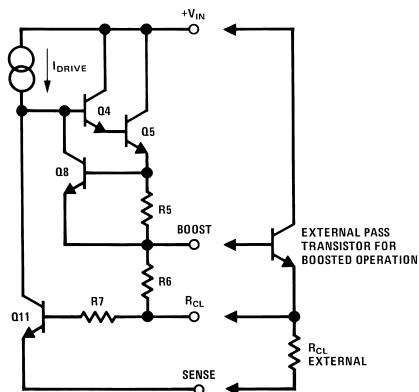 +VIN
IDRIVE
Q4
Q5
Q8
R5
BOOST
EXTERNAL PASS
TRANSISTOR FOR
BOOSTED OPERATION
R6
R7
RCL
Q11
RCL
EXTERNAL
SENSE